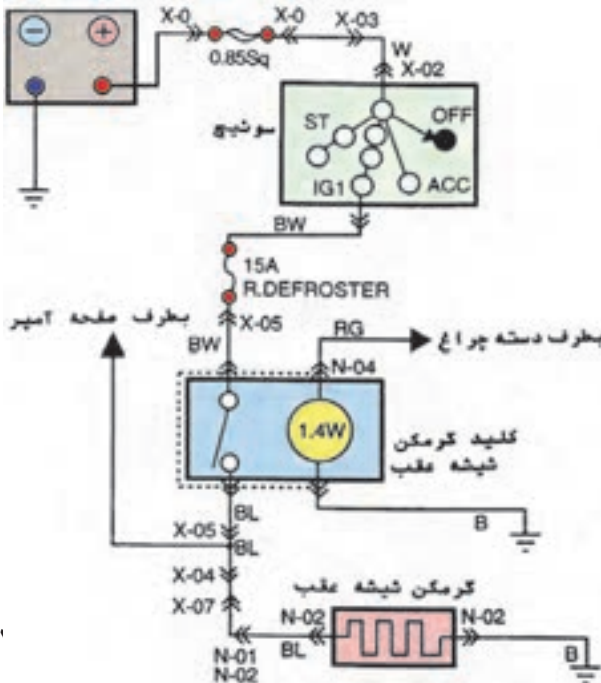 − +
X-0 X-0 X-03
0.85Sq
W
X-02
سوئیچ
ST OFF
IG1 ACC
BW
15A
R.DEFROSTER
بطرف صفحه آمپر
X-05
RG
بطرف دسته چراغ
BW
N-04
1.4W
کلید گرمکن
شیشه عقب
BL
X-05
BL
B
X-04
X-07
گرمکن شیشه عقب
N-02 N-02
BL
B
N-01
N-02